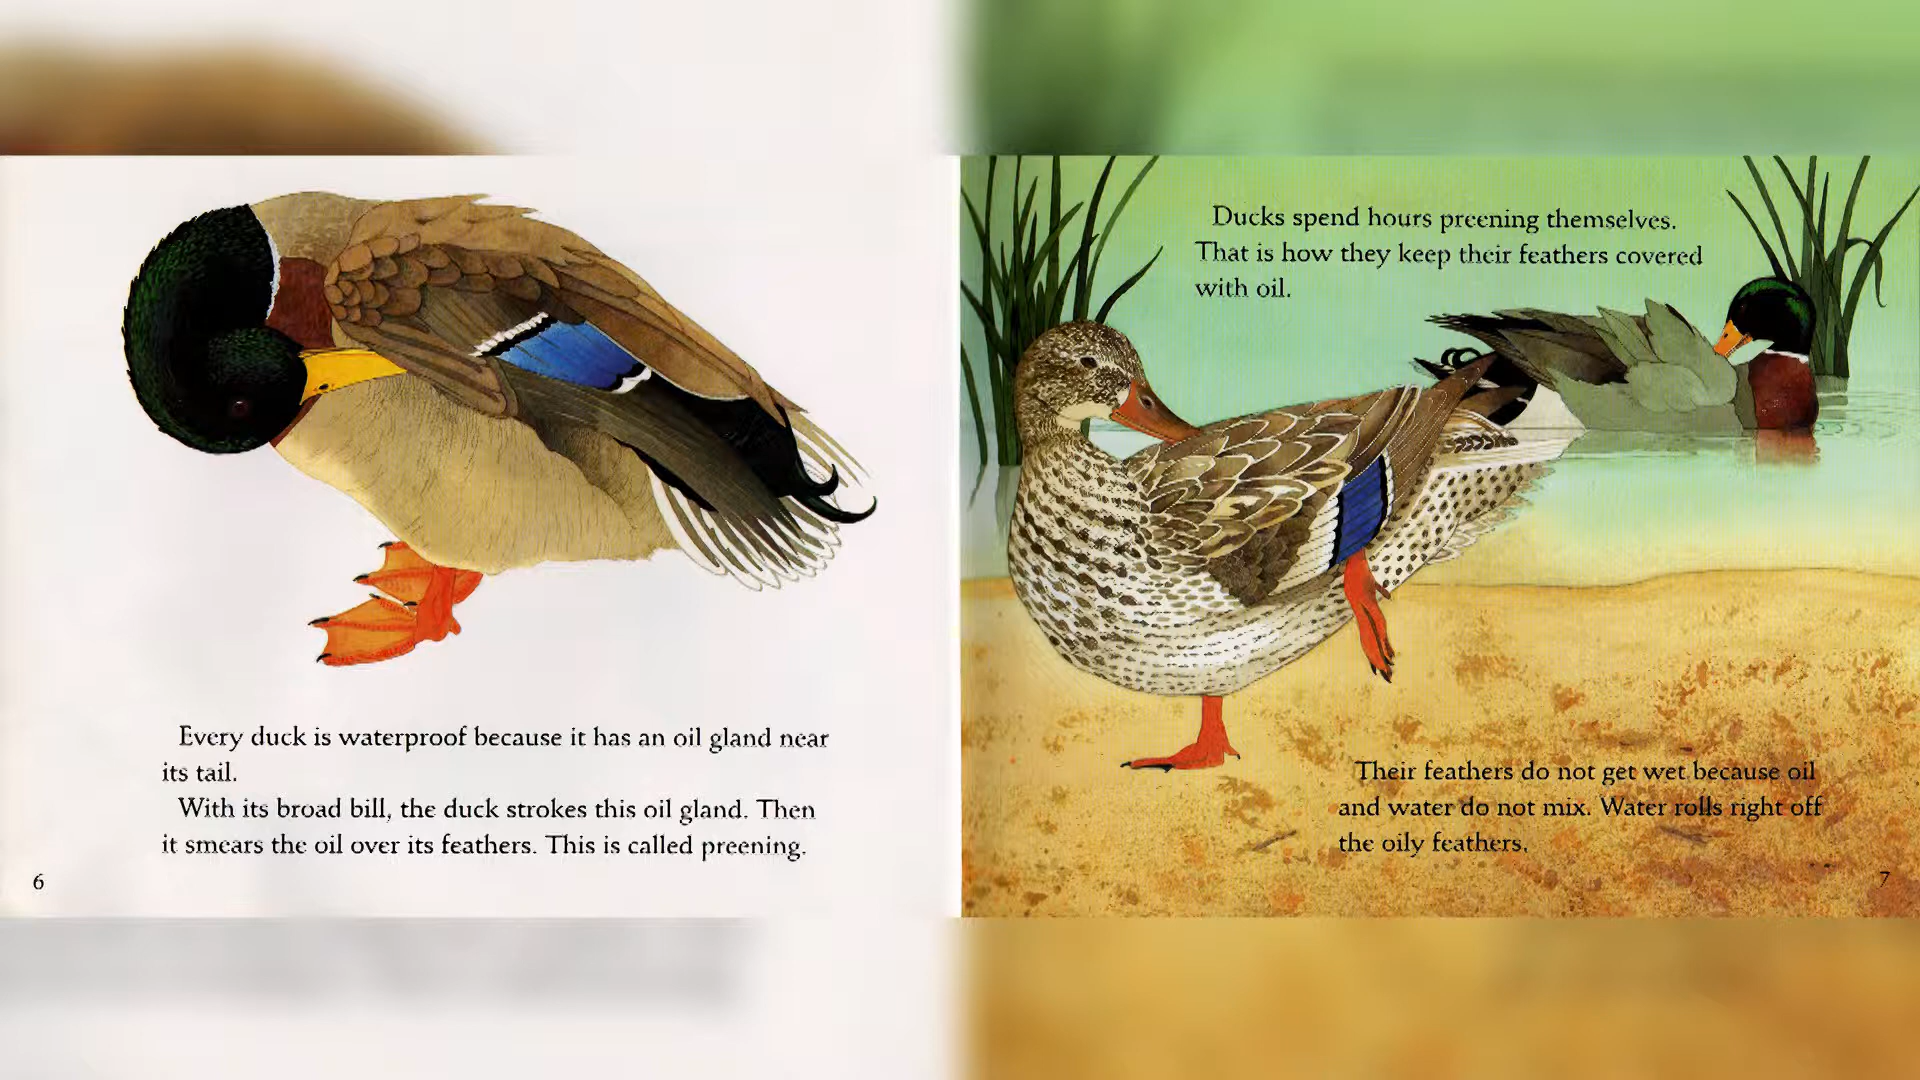 Every duck is waterproof because it has an oil gland near
its tail.
With its broad bill, the duck strokes this oil gland. Then
it smears the oil over its feathers. This is called preening.
6
Ducks spend hours preening themselves.
That is how they keep their feathers covered
with oil.
Their feathers do not get wet because oil
and water do not mix. Water rolls right off
the oily feathers.
7